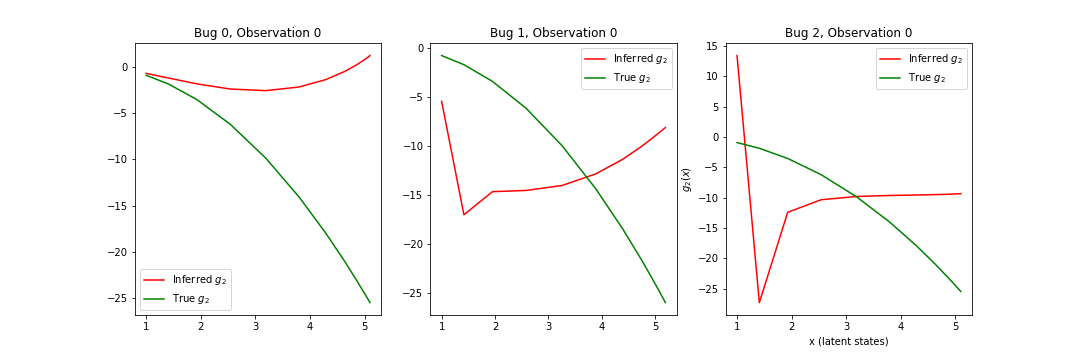 Bug 0, Observation 0
0
−5
−10
−15
−20
−25
1 2 3 4 5
Inferred g₂
True g₂
Bug 1, Observation 0
0
−5
−10
−15
−20
−25
1 2 3 4 5
Inferred g₂
True g₂
Bug 2, Observation 0
g₂(x)
15
10
5
0
−5
−10
−15
−20
−25
1 2 3 4 5
x (latent states)
Inferred g₂
True g₂